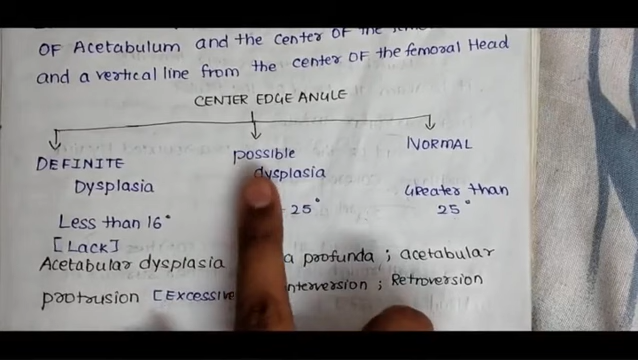 OF Acetabulum and the center OF the
and a vertical line from the center OF the femoral Head
CENTER EDGE ANGLE
DEFINITE Dysplasia
Less than 16°
[Lack]
possible dysplasia
25°
NORMAL
Greater than 25°
Acetabular dysplasia profunda ; acetabular
protrusion [Excessive ; Retroversion